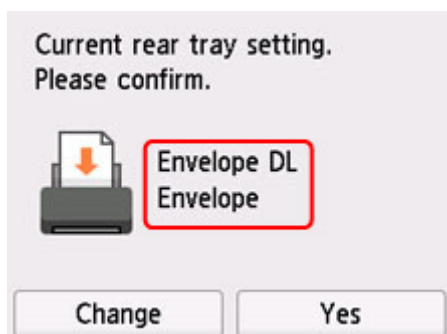 Current rear tray setting.
Please confirm.
Envelope DL
Envelope
Change
Yes